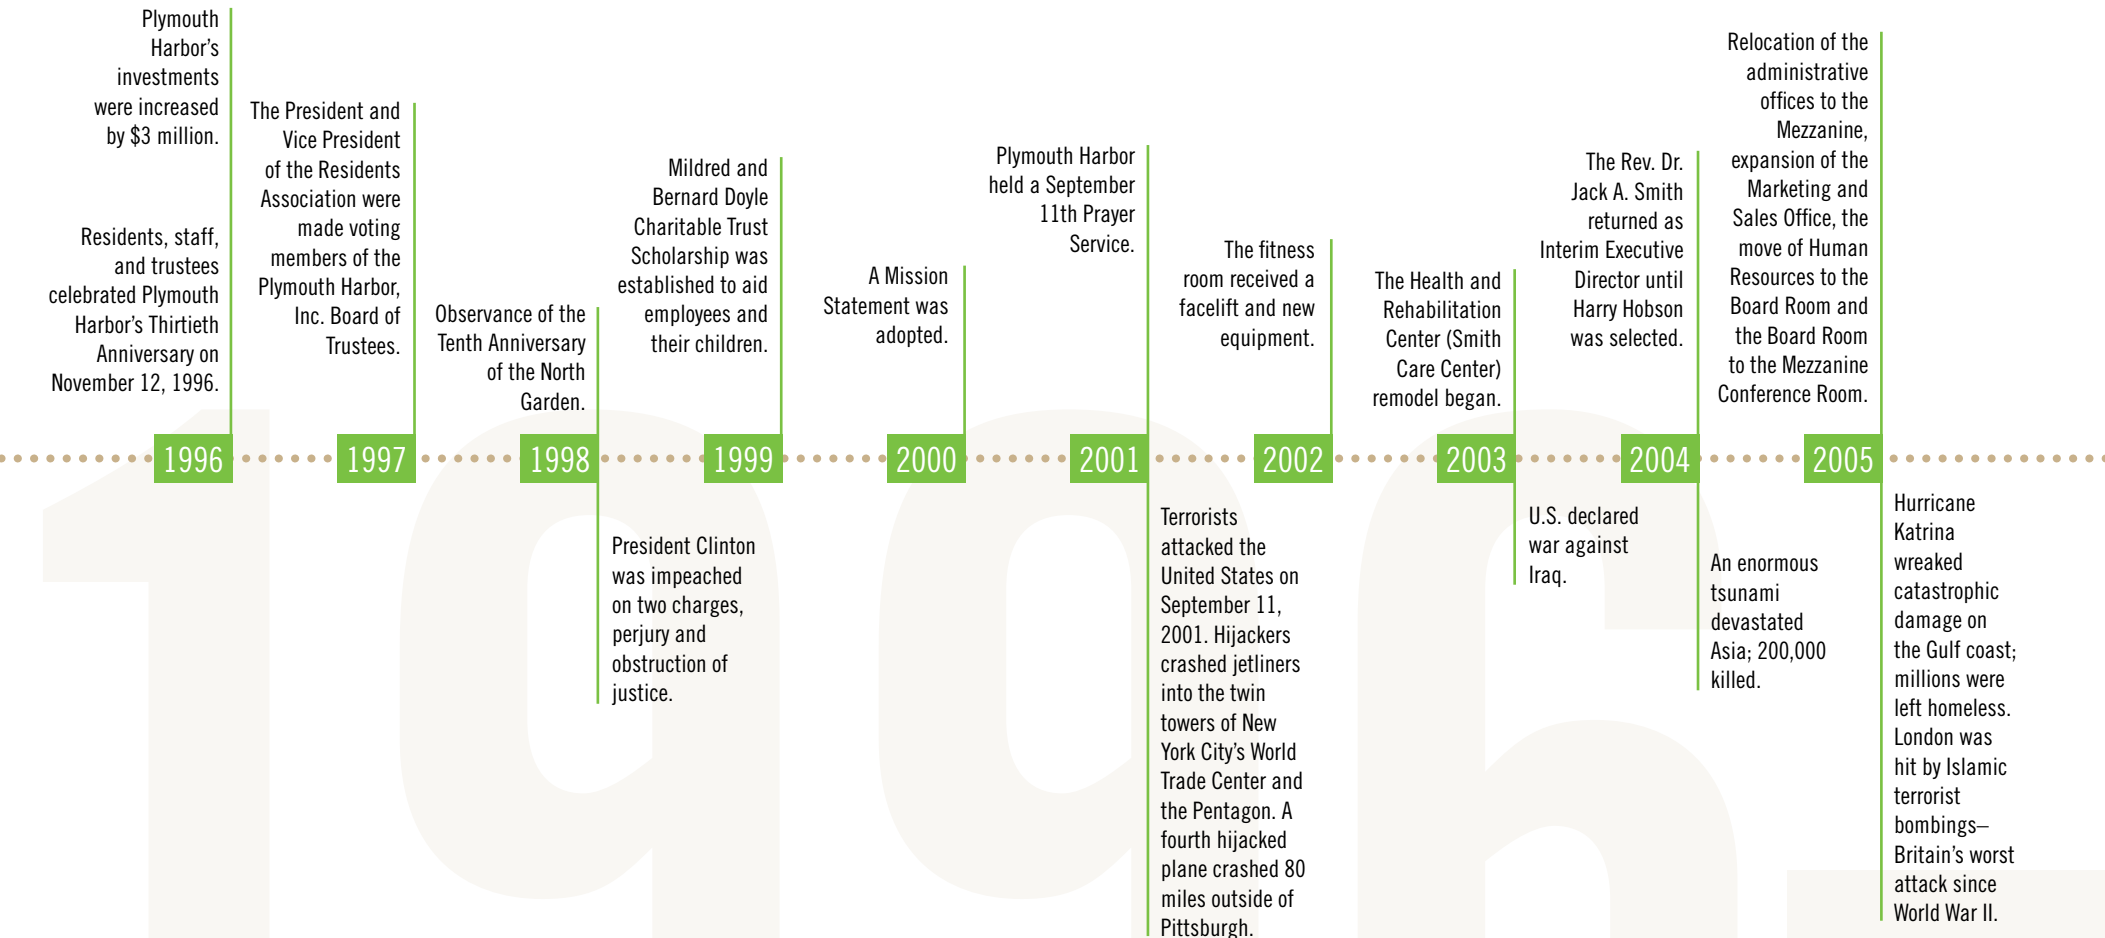 Plymouth
Harbor’s
investments
were increased
by $3 million.
Residents, staff,
and trustees
celebrated Plymouth
Harbor’s Thirtieth
Anniversary on
November 12, 1996.
The President and
Vice President
of the Residents
Association were
made voting
members of the
Plymouth Harbor,
Inc. Board of
Trustees.
Observance of the
Tenth Anniversary
of the North
Garden.
Mildred and
Bernard Doyle
Charitable Trust
Scholarship was
established to aid
employees and
their children.
A Mission
Statement was
adopted.
Plymouth Harbor
held a September
11th Prayer
Service.
The fitness
room received a
facelift and new
equipment.
The Health and
Rehabilitation
Center (Smith
Care Center)
remodel began.
The Rev. Dr.
Jack A. Smith
returned as
Interim Executive
Director until
Harry Hobson
was selected.
Relocation of the
administrative
offices to the
Mezzanine,
expansion of the
Marketing and
Sales Office, the
move of Human
Resources to the
Board Room and
the Board Room
to the Mezzanine
Conference Room.
1996 1997 1998 1999 2000 2001 2002 2003 2004 2005
President Clinton
was impeached
on two charges,
perjury and
obstruction of
justice.
Terrorists
attacked the
United States on
September 11,
2001. Hijackers
crashed jetliners
into the twin
towers of New
York City’s World
Trade Center and
the Pentagon. A
fourth hijacked
plane crashed 80
miles outside of
Pittsburgh.
U.S. declared
war against
Iraq.
An enormous
tsunami
devastated
Asia; 200,000
killed.
Hurricane
Katrina
wreaked
catastrophic
damage on
the Gulf coast;
millions were
left homeless.
London was
hit by Islamic
terrorist
bombings–
Britain’s worst
attack since
World War II.
1996–